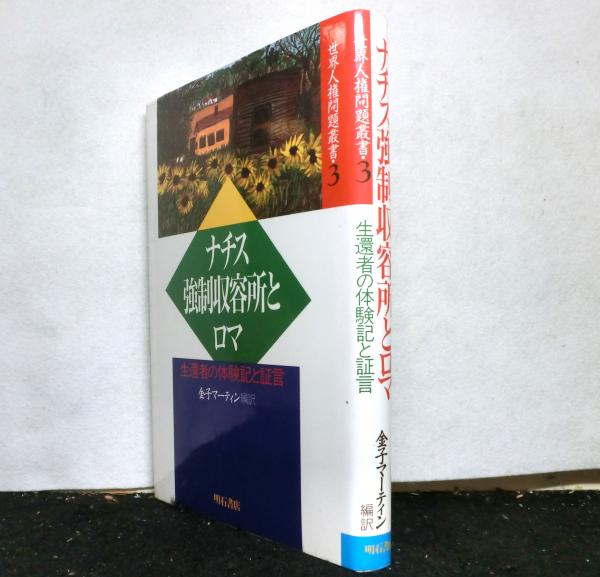 世界人権問題叢書・3
ナチス
強制収容所と
ロマ
生還者の体験記と証言
金子マーティン編訳
明石書店
世界人権問題叢書・3
ナチス強制収容所とロマ
生還者の体験記と証言
金子マーティン
編訳
明石書